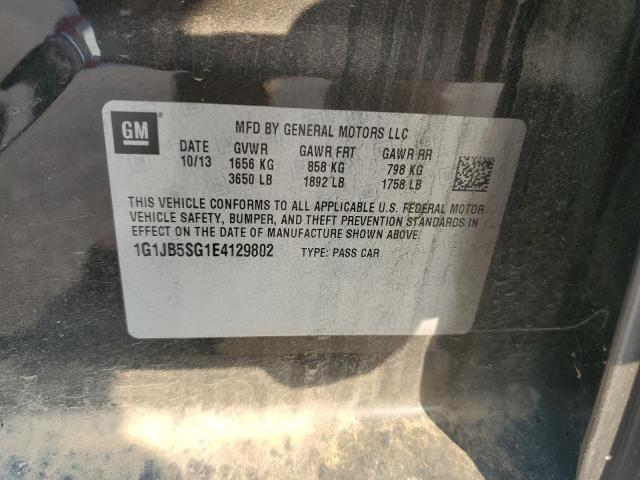 GM
MFD BY GENERAL MOTORS LLC
DATE GVWR GAWR FRT GAWR RR
10/13 1656 KG 858 KG 798 KG
3650 LB 1892 LB 1758 LB
THIS VEHICLE CONFORMS TO ALL APPLICABLE U.S. FEDERAL MOTOR
VEHICLE SAFETY, BUMPER, AND THEFT PREVENTION STANDARDS IN
EFFECT ON THE DATE OF MANUFACTURE SHOWN ABOVE.
1G1JB5SG1E4129802 TYPE: PASS CAR